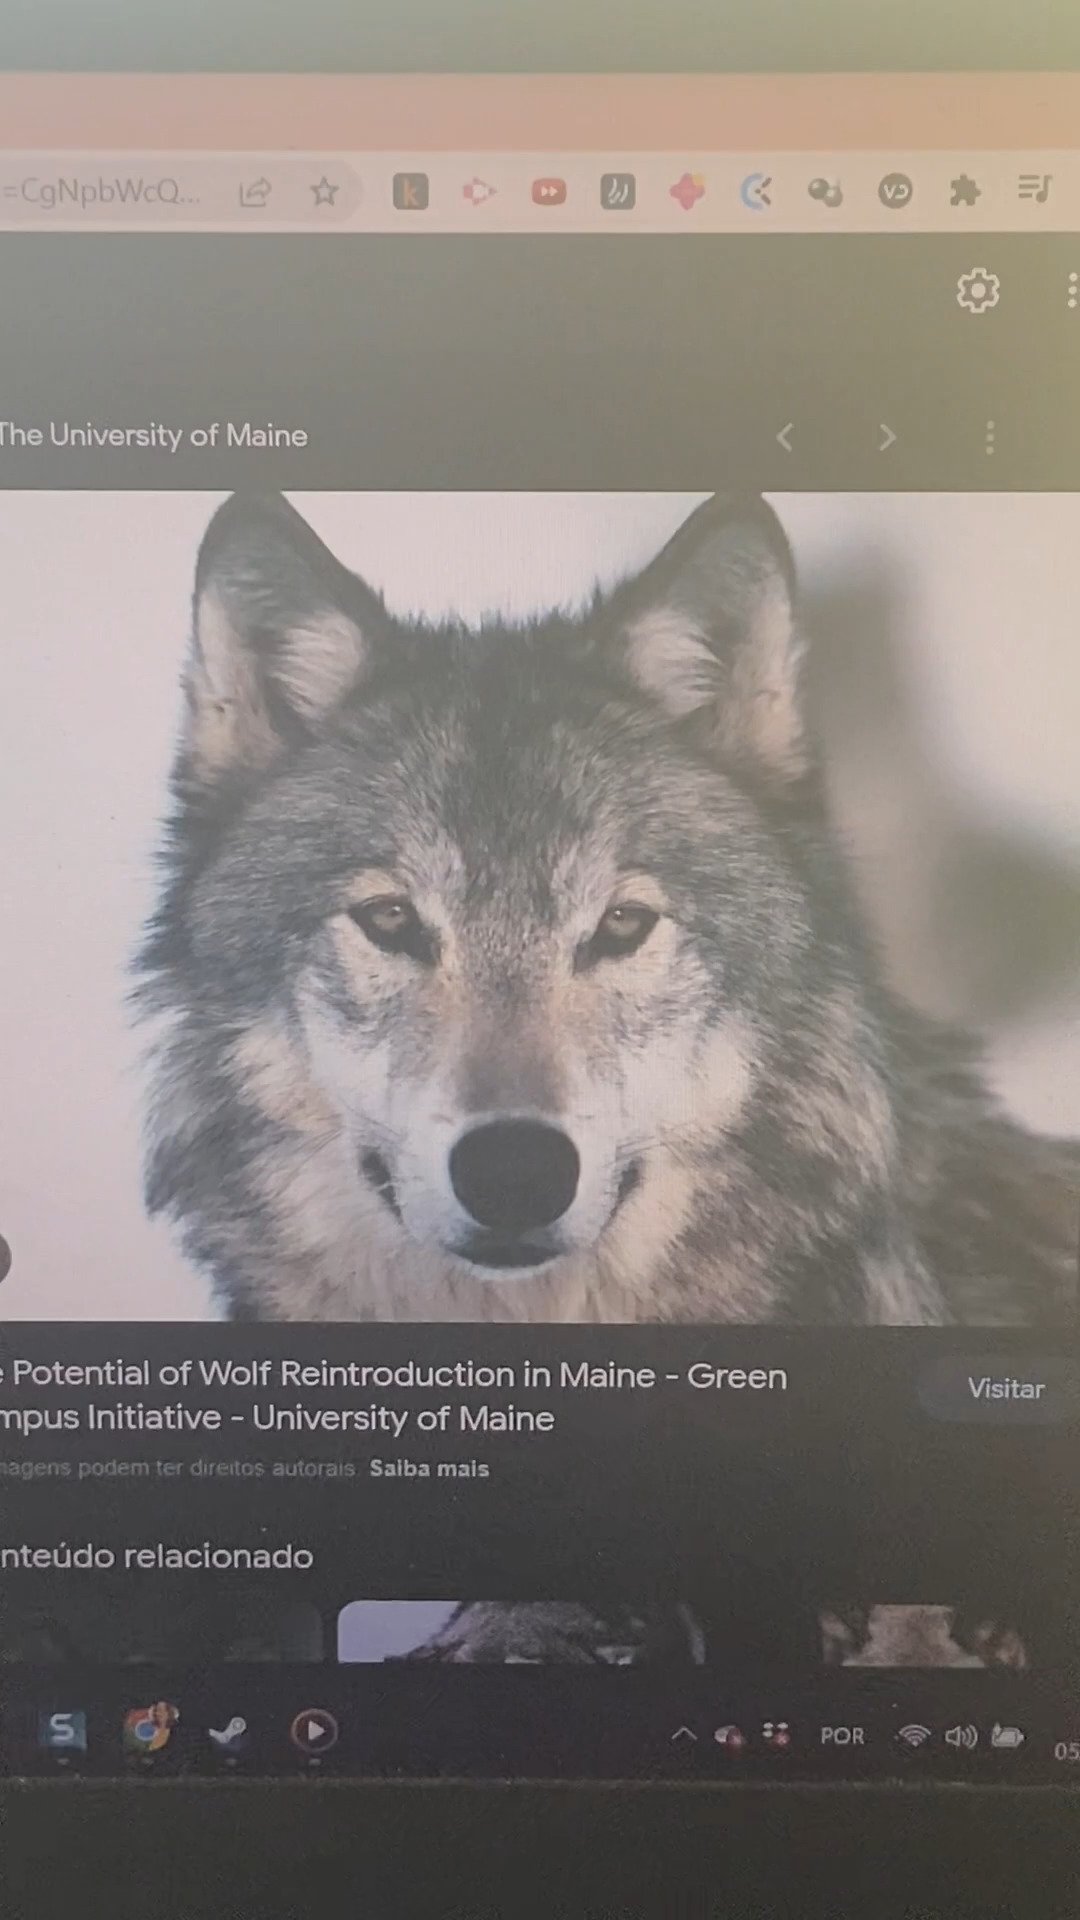 =CgNpbWcQ...
The University of Maine
Potential of Wolf Reintroduction in Maine - Green
mpus Initiative - University of Maine
Visitar
nagens podem ter direitos autorais. Saiba mais
nteúdo relacionado
POR
05